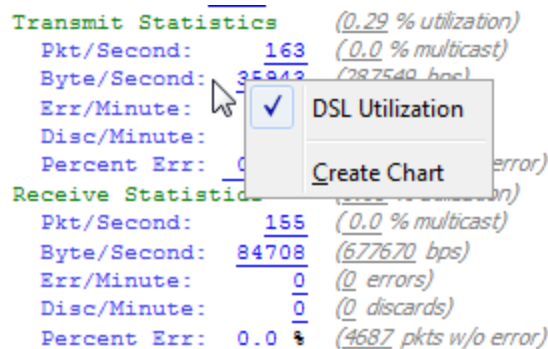 Transmit Statistics (0.29 % utilization)
Pkt/Second: 163 (0.0 % multicast)
Byte/Second: 35943 (287549 bps)
Err/Minute:
DSL Utilization
Disc/Minute:
Percent Err: error)
Create Chart
Receive
Pkt/Second: 155 (0.0 % multicast)
Byte/Second: 84708 (677670 bps)
Err/Minute: 0 (0 errors)
Disc/Minute: 0 (0 discards)
Percent Err: 0.0 % (4687 pkts w/o error)